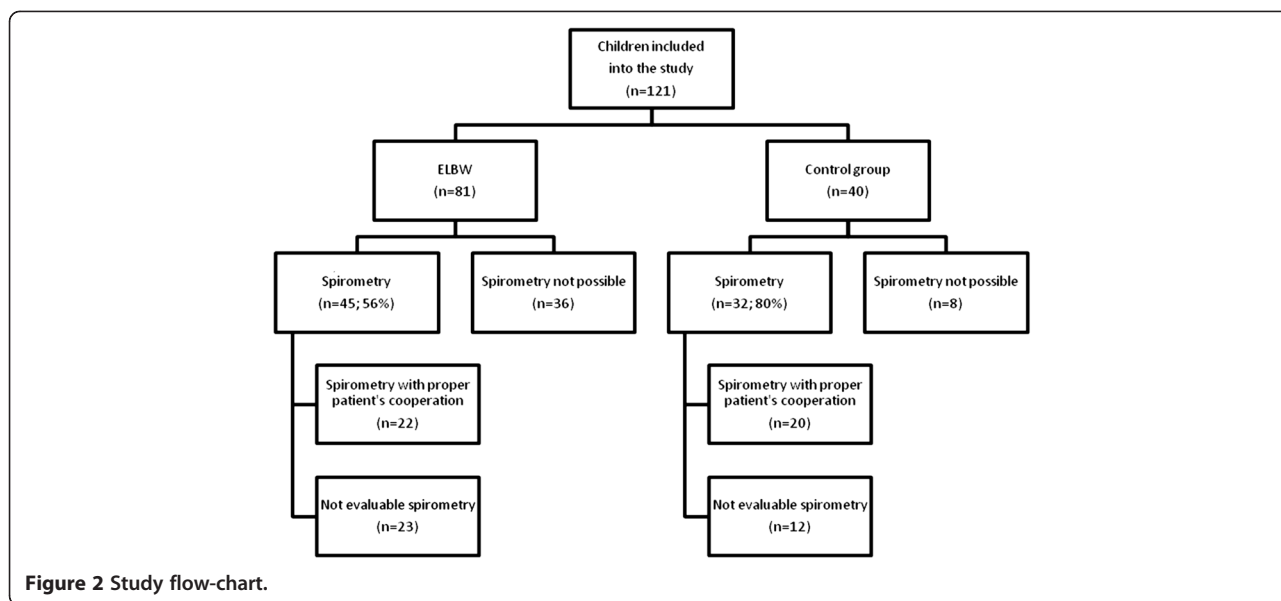 Children included
into the study
(n=121)
ELBW
(n=81)
Control group
(n=40)
Spirometry
(n=45; 56%)
Spirometry not possible
(n=36)
Spirometry
(n=32; 80%)
Spirometry not possible
(n=8)
Spirometry with proper
patient's cooperation
(n=22)
Spirometry with proper
patient's cooperation
(n=20)
Not evaluable spirometry
(n=23)
Not evaluable spirometry
(n=12)
Figure 2 Study flow-chart.